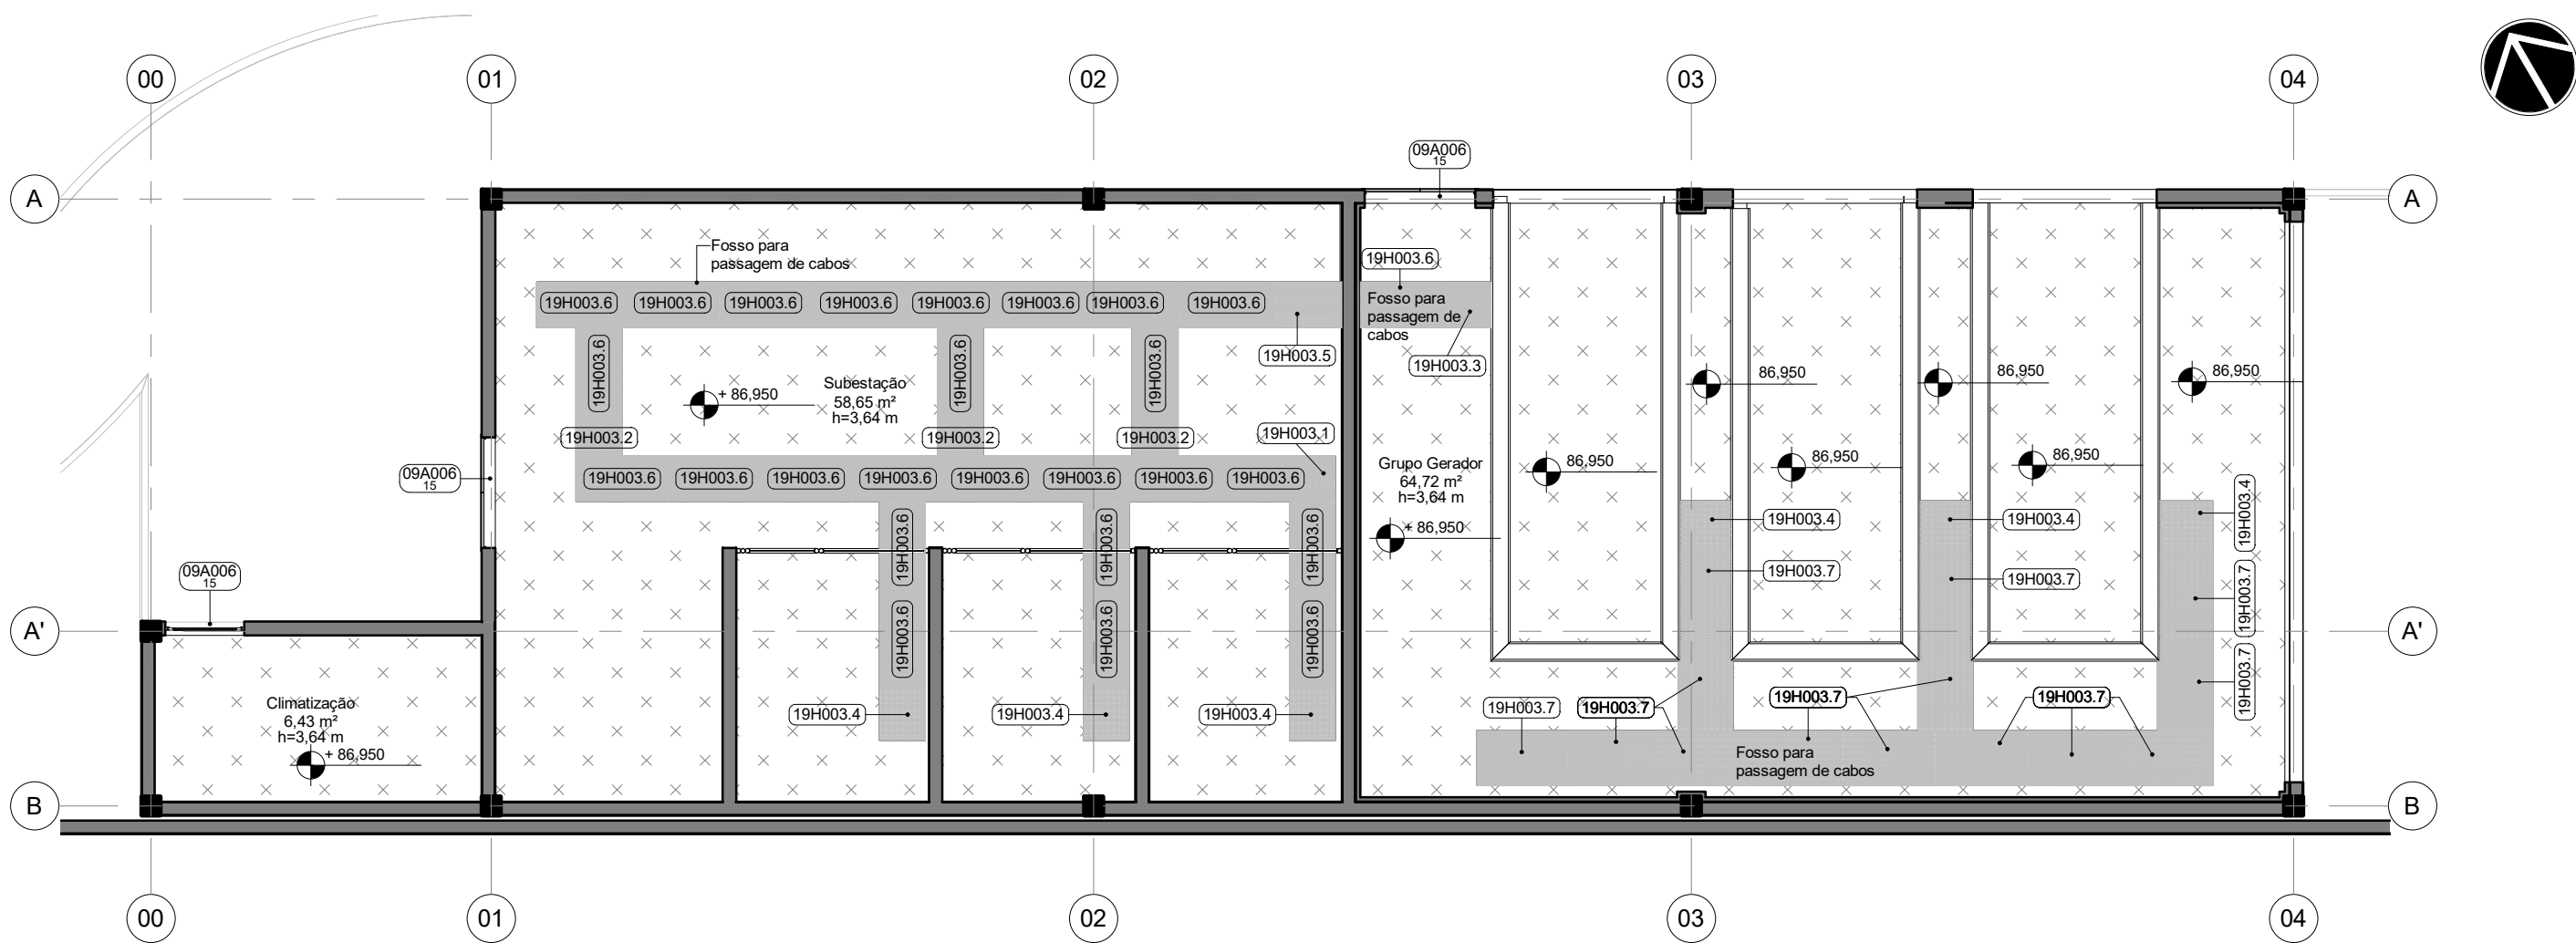 00
01
02
03
04
A
A
09A006
15
Fosso para
passagem de cabos
19H003.6
19H003.6
19H003.6
19H003.6
19H003.6
19H003.6
19H003.6
19H003.6
19H003.5
19H003.6
Fosso para
passagem de
cabos
19H003.3
19H003.6
19H003.6
19H003.6
+ 86,950
Subestação
58,65 m²
h=3,64 m
86,950
86,950
86,950
19H003.2
19H003.2
19H003.2
19H003.1
09A006
15
19H003.6
19H003.6
19H003.6
19H003.6
19H003.6
19H003.6
19H003.6
19H003.6
Grupo Gerador
64,72 m²
h=3,64 m
+ 86,950
86,950
86,950
86,950
19H003.6
19H003.6
19H003.6
19H003.4
19H003.4
19H003.4
19H003.7
19H003.7
19H003.7
09A006
15
A'
A'
19H003.6
19H003.6
19H003.6
19H003.7
Climatização
6,43 m²
h=3,64 m
+ 86,950
19H003.4
19H003.4
19H003.4
19H003.7
19H003.7
19H003.7
19H003.7
Fosso para
passagem de cabos
B
B
00
01
02
03
04